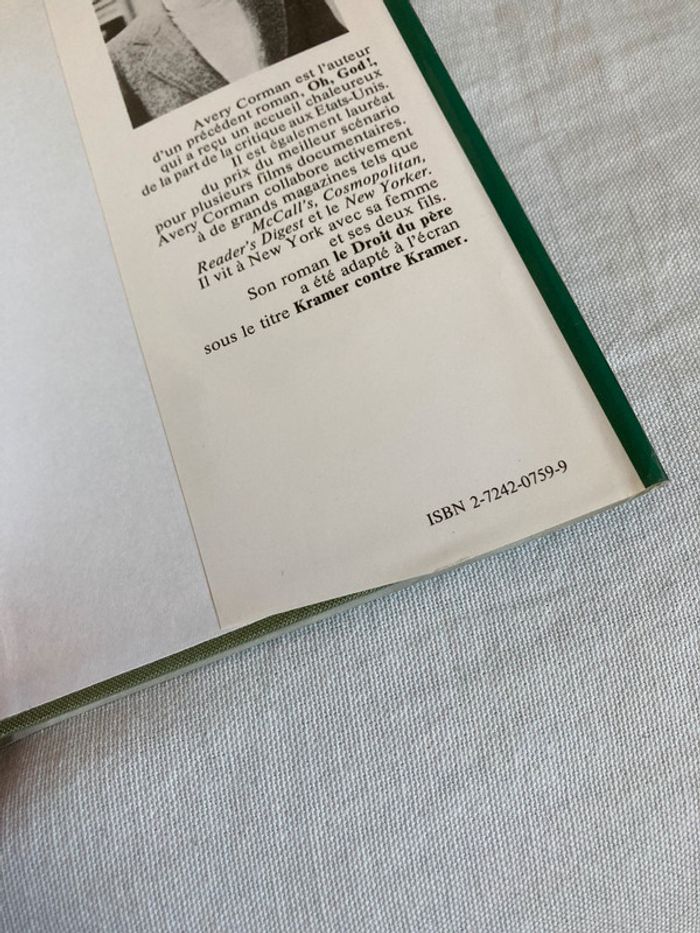 Avery Corman est l'auteur
d'un précédent roman, Oh, God!,
qui a reçu un accueil chaleureux
de la part de la critique aux Etats-Unis.
Il est également lauréat
du prix du meilleur scénario
pour plusieurs films documentaires.
Avery Corman collabore activement
à de grands magazines tels que
McCall's, Cosmopolitan,
Reader's Digest et le New Yorker.
Il vit à New York avec sa femme
et ses deux fils.
Son roman le Droit du père
a été adapté à l'écran
sous le titre Kramer contre Kramer.
ISBN 2-7242-0759-9